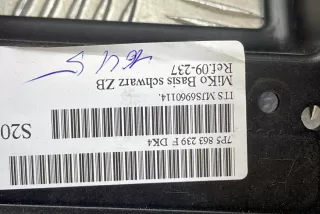 7P5 863 239 F DK4
ITS MJS6960114.
MiKo Basis schwarz ZB
Ref.09-237
S20